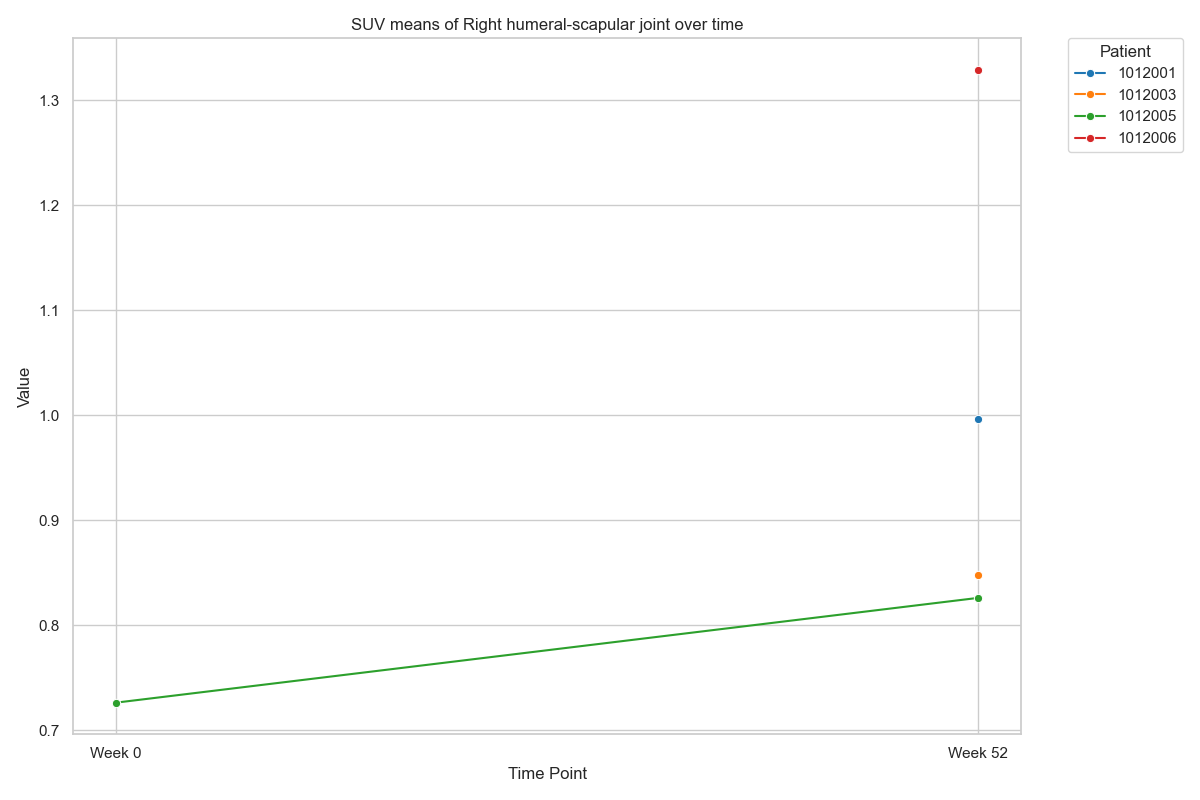 SUV means of Right humeral-scapular joint over time
Patient
1012001
1012003
1012005
1012006
Value
1.3
1.2
1.1
1.0
0.9
0.8
0.7
Week 0
Week 52
Time Point